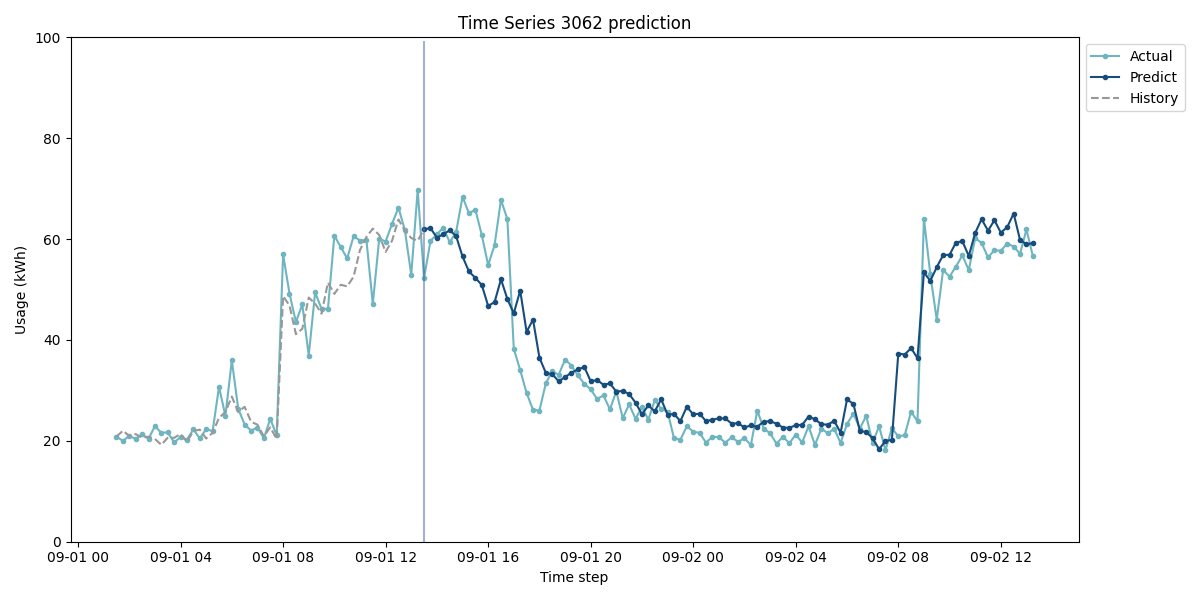 Time Series 3062 prediction
100
80
60
40
20
0
Usage (kWh)
09-01 00
09-01 04
09-01 08
09-01 12
09-01 16
09-01 20
09-02 00
09-02 04
09-02 08
09-02 12
Time step
Actual
Predict
History